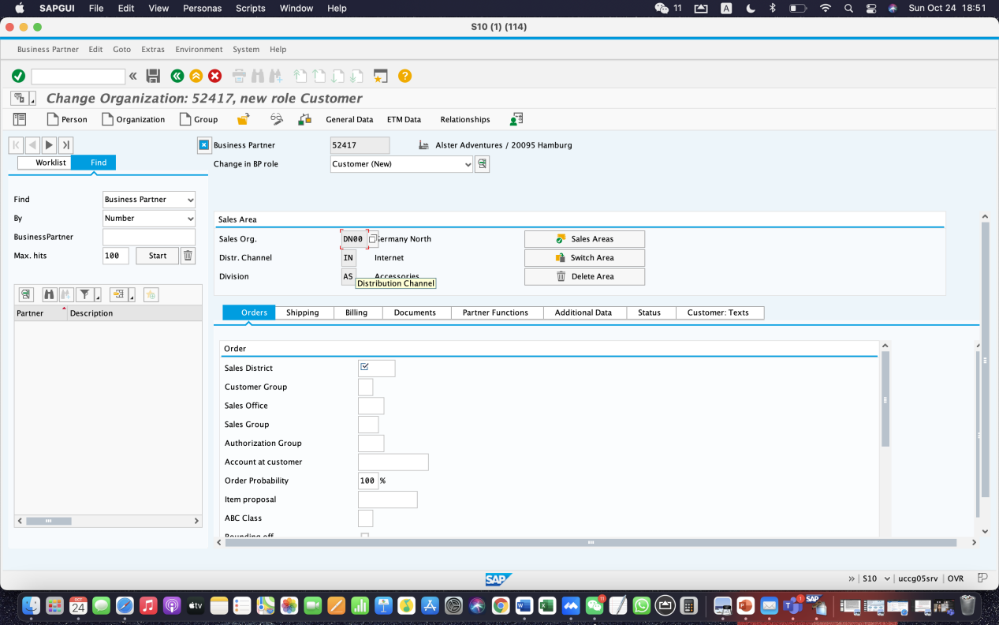 SAPGUI File Edit View Personas Scripts Window Help 11 A Sun Oct 24 18:51
S10 (1) (114)
Business Partner Edit Goto Extras Environment System Help
Change Organization: 52417, new role Customer
Person Organization Group General Data ETM Data Relationships
Business Partner 52417 Alster Adventures / 20095 Hamburg
Worklist Find
Change in BP role Customer (New)
Find Business Partner
By Number
BusinessPartner
Max. hits 100 Start
Partner Description
Sales Area
Sales Org. DN00 Germany North Sales Areas
Distr. Channel IN Internet Switch Area
Division AS Accessories Delete Area
Distribution Channel
Orders Shipping Billing Documents Partner Functions Additional Data Status Customer: Texts
Order
Sales District
Customer Group
Sales Office
Sales Group
Authorization Group
Account at customer
Order Probability 100 %
Item proposal
ABC Class
Rounding off
SAP S10 uccg05srv OVR
OCT
24
tv
1
SAP